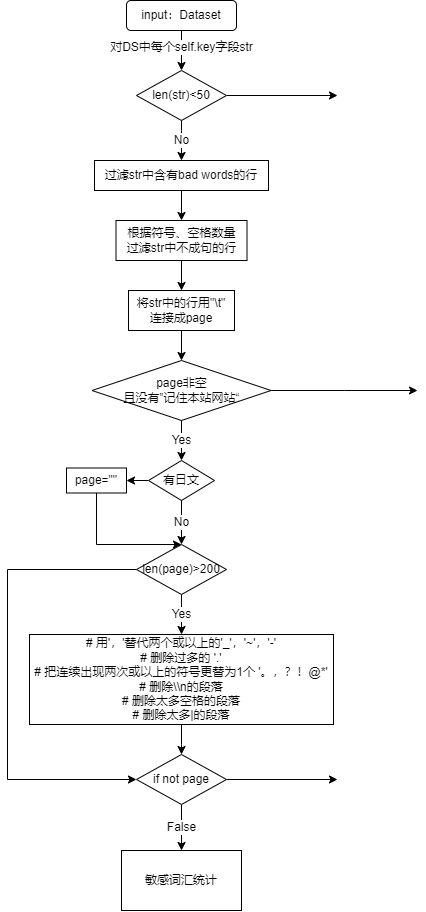 input：Dataset
对DS中每个self.key字段str
len(str)<50
No
过滤str中含有bad words的行
根据符号、空格数量
过滤str中不成句的行
将str中的行用"\t"
连接成page
page非空
且没有"记住本站网站“
Yes
page=""
有日文
No
len(page)>200
Yes
# 用'，'替代两个或以上的'_'，'~'，'-'
# 删除过多的 '.'
# 把连续出现两次或以上的符号更替为1个 '。，？！@*'
# 删除\\n的段落
# 删除太多空格的段落
# 删除太多|的段落
if not page
False
敏感词汇统计